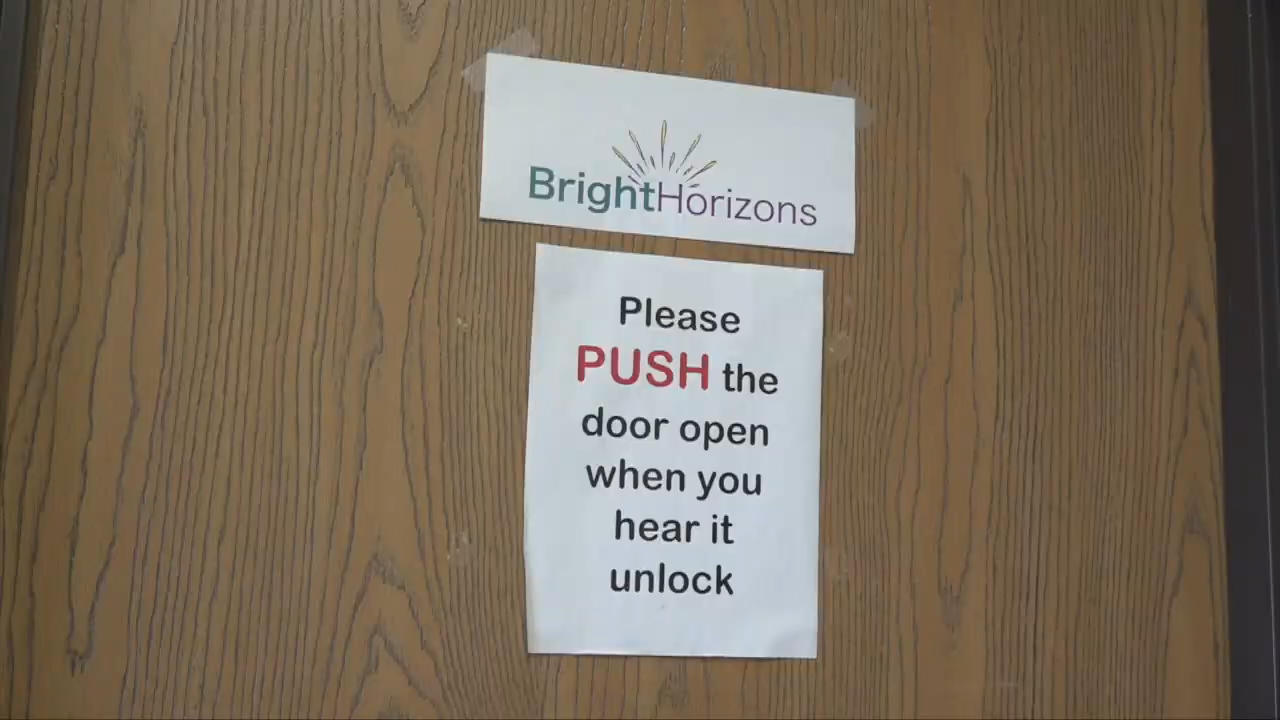 BrightHorizons
Please
PUSH the
door open
when you
hear it
unlock